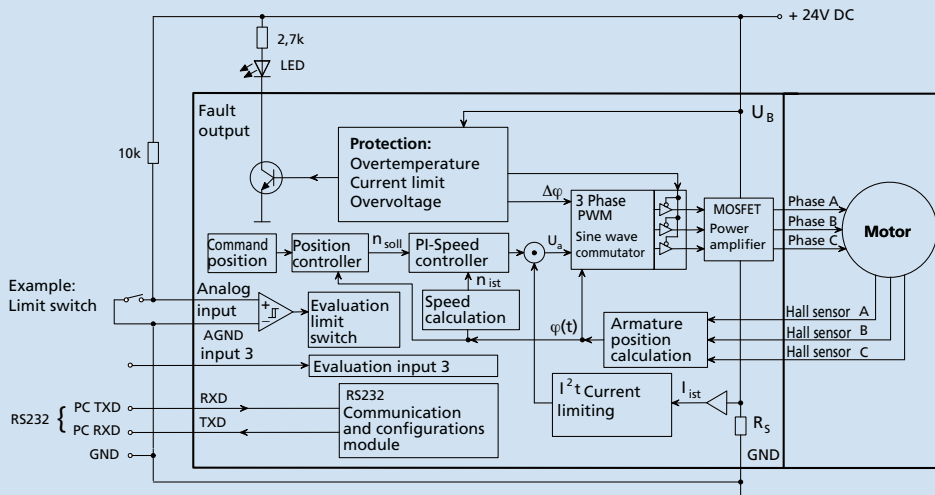 + 24V DC
2,7k
LED
Fault
output
U_B
10k
Protection:
Overtemperature
Current limit
Overvoltage
Δφ
3 Phase
PWM
Sine wave
commutator
MOSFET
Power
amplifier
Phase A
Phase B
Phase C
Motor
Command
position
Position
controller
n_soll
PI-Speed
controller
U_a
n_ist
Example:
Limit switch
Analog
input
AGND
Evaluation
limit
switch
Speed
calculation
φ(t)
Armature
position
calculation
Hall sensor A
Hall sensor B
Hall sensor C
input 3
Evaluation input 3
I²t Current
limiting
I_ist
R_S
GND
RS232
PC TXD
PC RXD
GND
RXD
TXD
RS232
Communication
and configurations
module